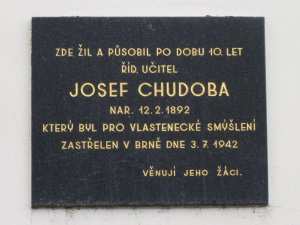 ZDE ŽIL A PŮSOBIL PO DOBU 10. LET
ŘÍD. UČITEL
JOSEF CHUDOBA
NAR. 12.2.1892
KTERÝ BYL PRO VLASTENECKÉ SMÝŠLENÍ
ZASTŘELEN V BRNĚ DNE 3.7.1942
VĚNUJÍ JEHO ŽÁCI.